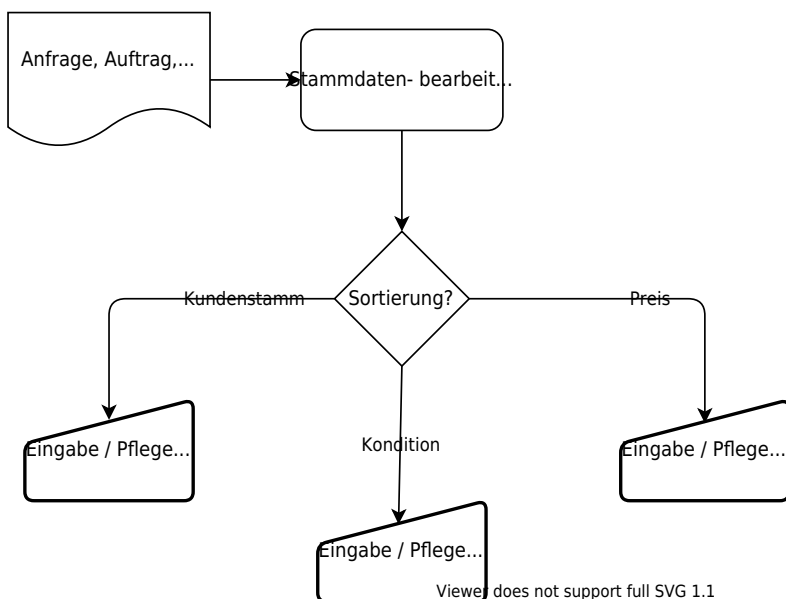 Anfrage, Auftrag,...
Stammdaten- bearbeit...
Sortierung?
Kundenstamm
Preis
Kondition
Eingabe / Pflege...
Eingabe / Pflege...
Eingabe / Pflege...
Viewer does not support full SVG 1.1